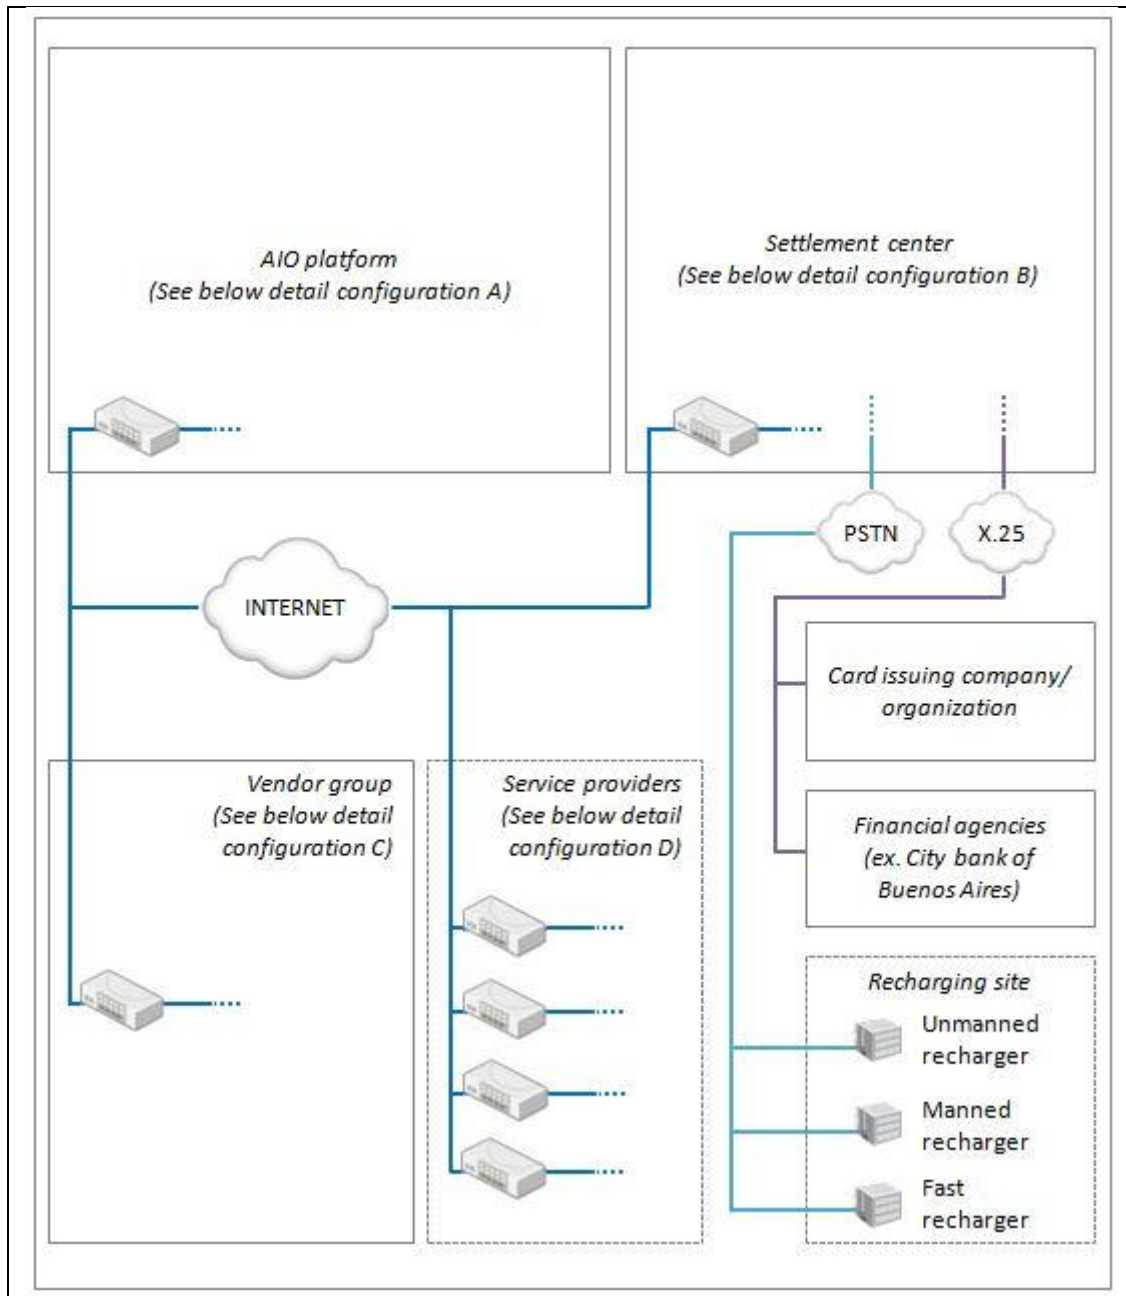 AIO platform
(See below detail configuration A)
Settlement center
(See below detail configuration B)
PSTN
X.25
INTERNET
Card issuing company/
organization
Vendor group
(See below detail
configuration C)
Service providers
(See below detail
configuration D)
Financial agencies
(ex. City bank of
Buenos Aires)
Recharging site
Unmanned
recharger
Manned
recharger
Fast
recharger